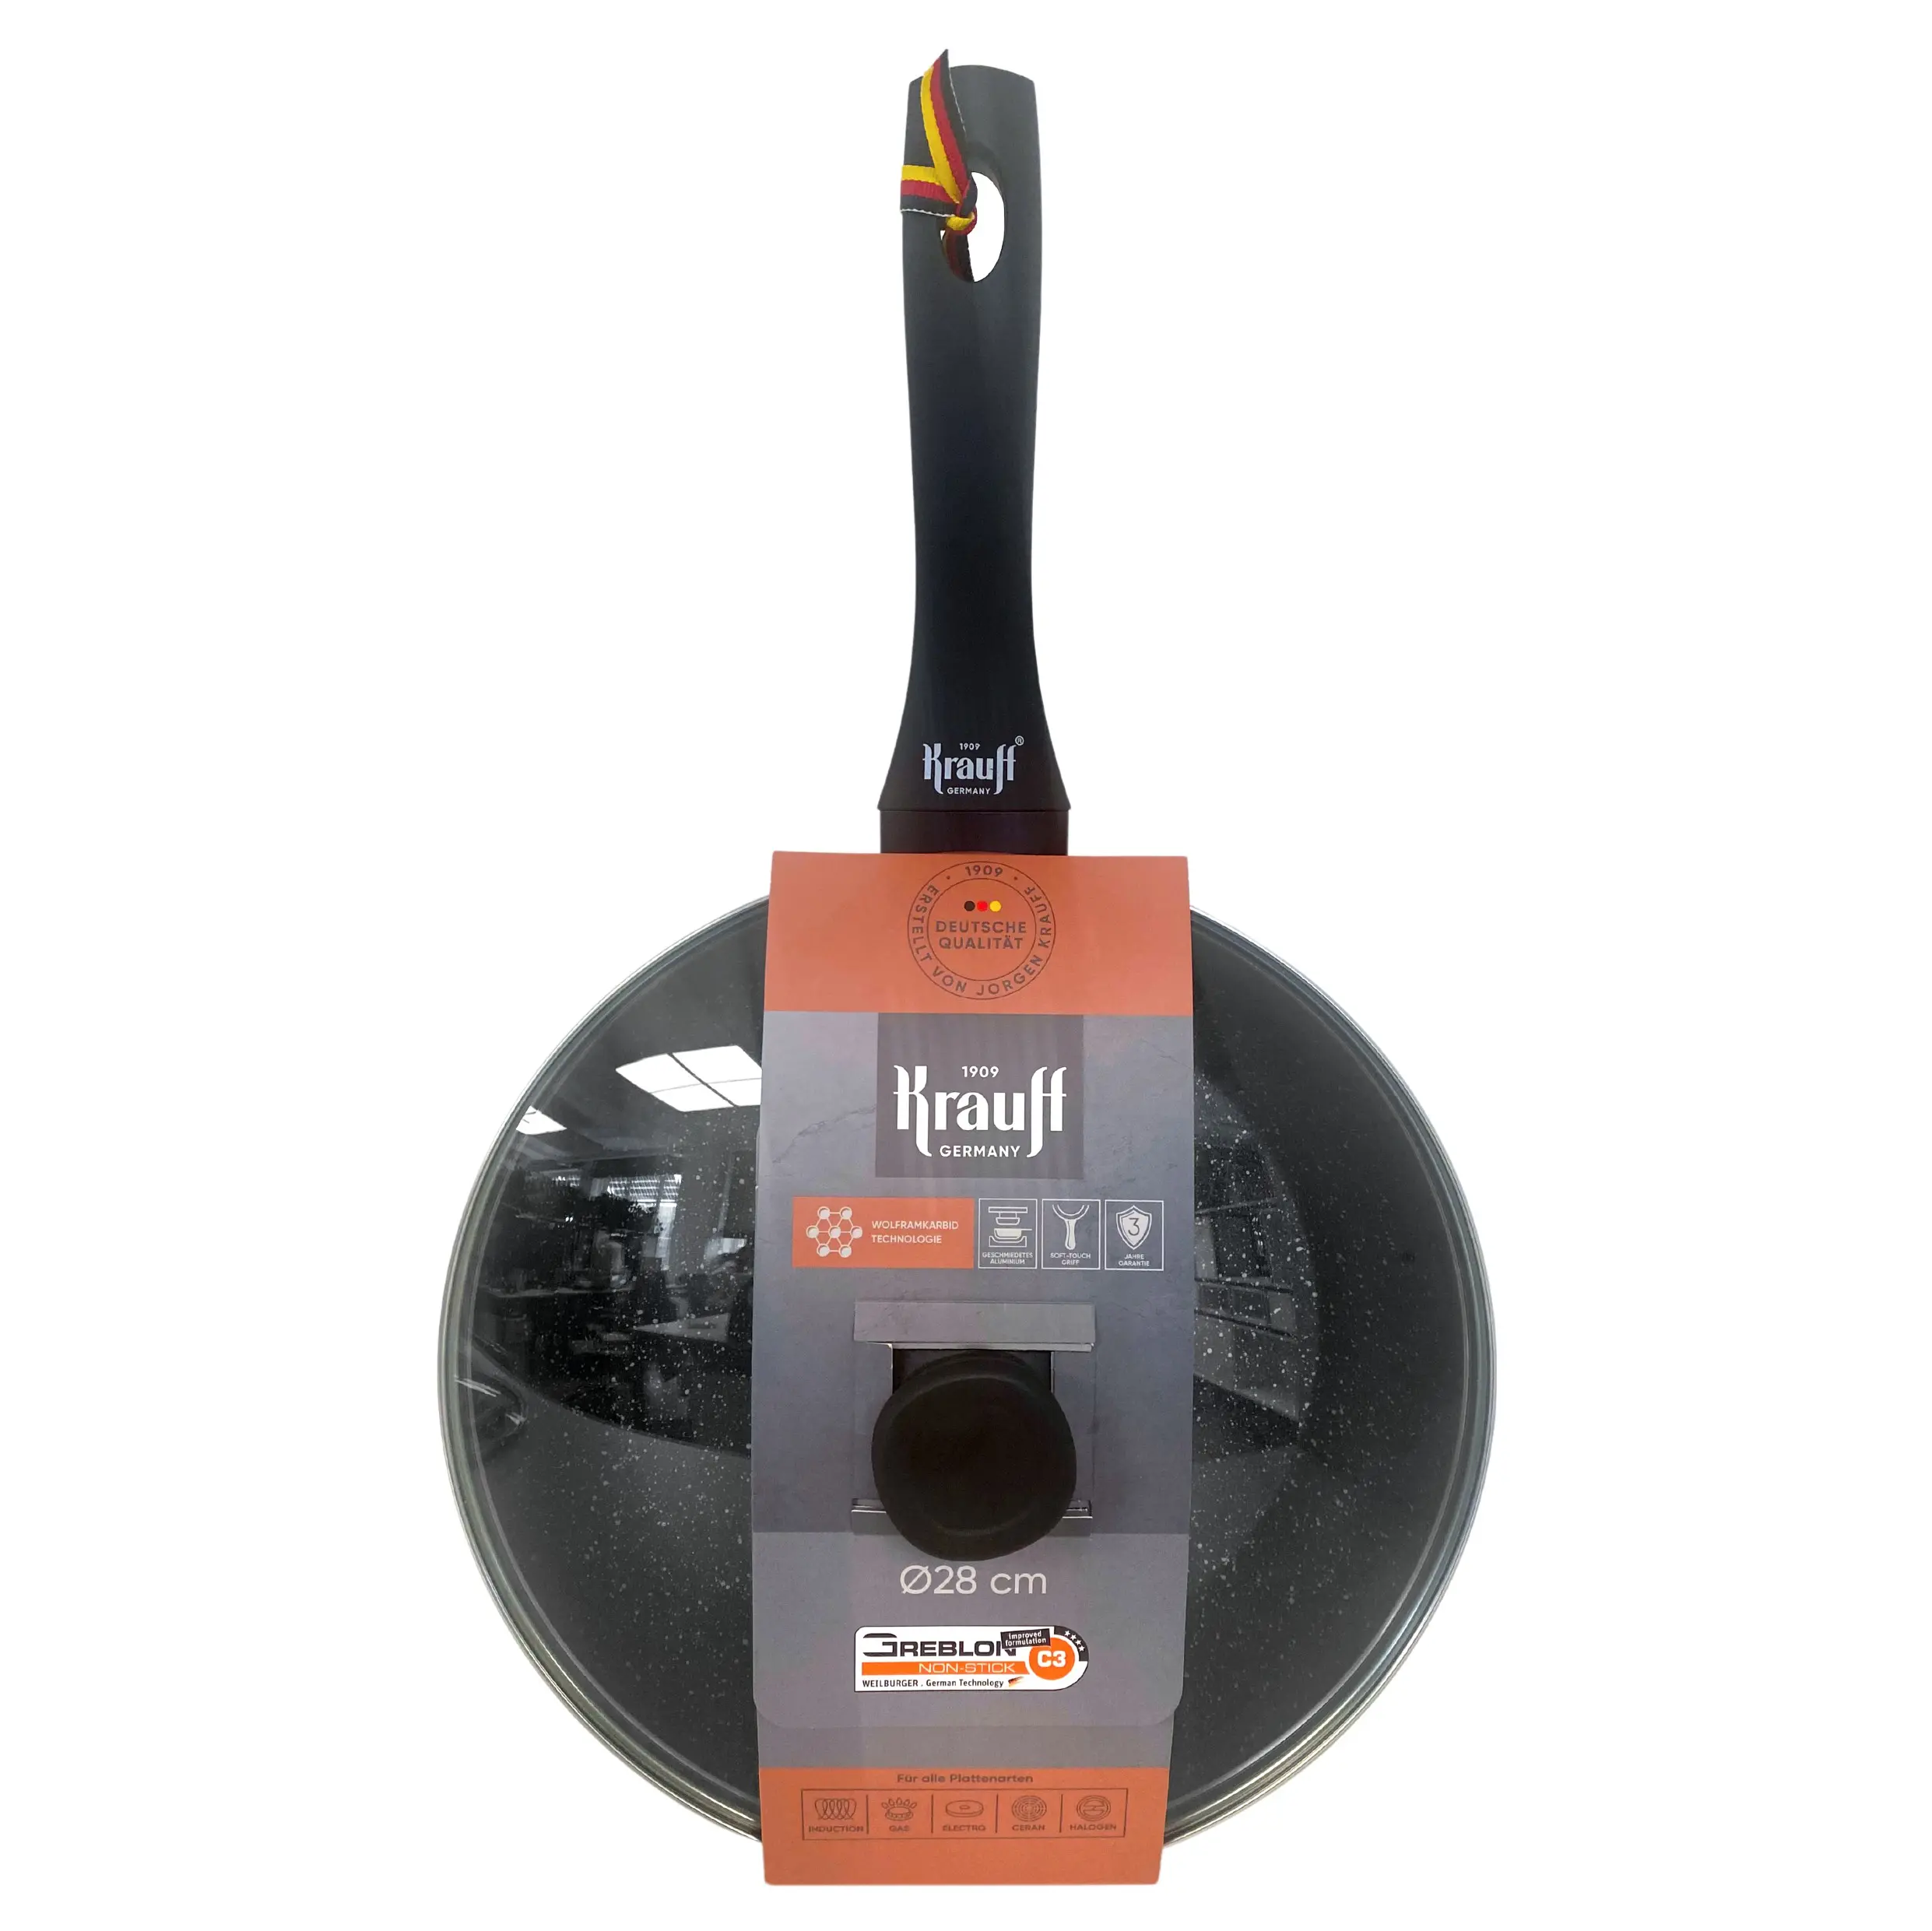 1909
Krauff®
GERMANY
1909
ERSTELLT VON JORGEN KRAUFF
DEUTSCHE
QUALITÄT
1909
Krauff
GERMANY
WOLFRAMKARBID
TECHNOLOGIE
GESCHMIEDETES
ALUMINIUM
SOFT-TOUCH
GRIFF
3
JAHRE
GARANTIE
Ø28 cm
GREBLON
improved
formulation
C3
NON-STICK
WEILBURGER . German Technology
Für alle Plattenarten
INDUCTION
GAS
ELECTRO
CERAN
HALOGEN